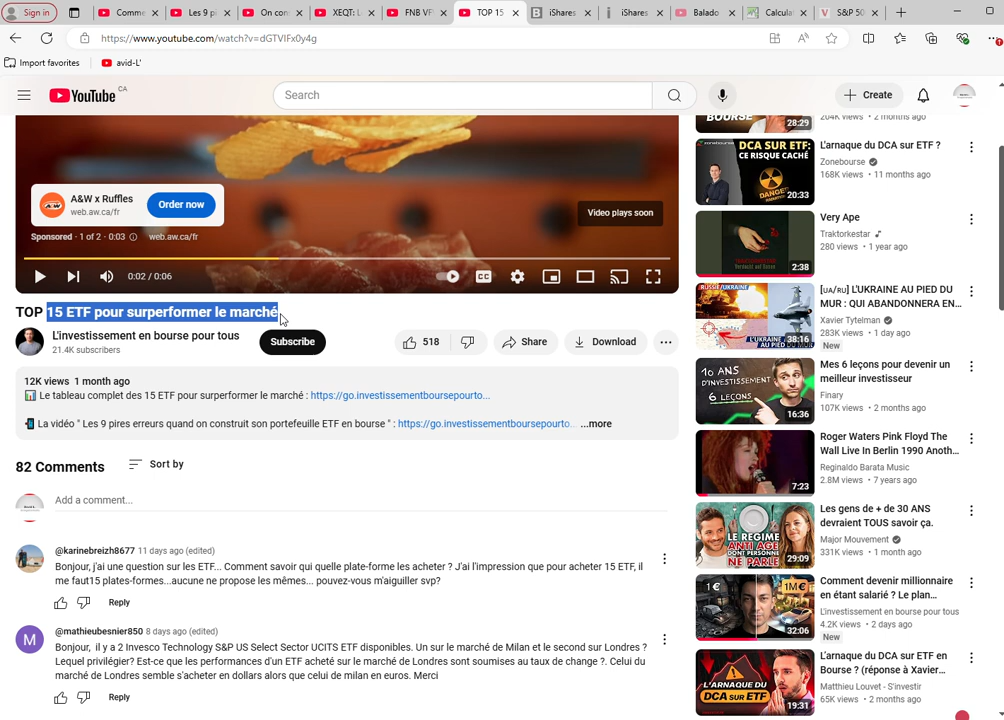 Sign in
Comme
Les 9 pi
On con
XEQT: L
FNB VF
TOP 15
iShares
iShares
Balado
Calcula
S&P 50
https://www.youtube.com/watch?v=dGTVIFx0y4g
Import favorites
avid-L'
YouTube CA
Search
Create
A&W x Ruffles
web.aw.ca/fr
Order now
Video plays soon
Sponsored · 1 of 2 · 0:03
web.aw.ca/fr
0:02 / 0:06
CC
TOP 15 ETF pour surperformer le marché
L'investissement en bourse pour tous
21.4K subscribers
Subscribe
518
Share
Download
12K views 1 month ago
Le tableau complet des 15 ETF pour surperformer le marché : https://go.investissementboursepourto...
La vidéo " Les 9 pires erreurs quand on construit son portefeuille ETF en bourse " : https://go.investissementboursepourto... ...more
82 Comments
Sort by
Add a comment...
@karinebreizh8677 11 days ago (edited)
Bonjour, j'ai une question sur les ETF... Comment savoir qui quelle plate-forme les acheter ? J'ai l'impression que pour acheter 15 ETF, il
me faut15 plates-formes...aucune ne propose les mêmes... pouvez-vous m'aiguiller svp?
Reply
M
@mathieubesnier850 8 days ago (edited)
Bonjour, il y a 2 Invesco Technology S&P US Select Sector UCITS ETF disponibles. Un sur le marché de Milan et le second sur Londres ?
Lequel privilégier? Est-ce que les performances d'un ETF acheté sur le marché de Londres sont soumises au taux de change ?. Celui du
marché de Londres semble s'acheter en dollars alors que celui de milan en euros. Merci
Reply
BOURSE
28:29
204K views • 2 months ago
zonebourse
DCA SUR ETF:
CE RISQUE CACHÉ
DANGER
20:33
L'arnaque du DCA sur ETF ?
Zonebourse
168K views • 11 months ago
2:38
Very Ape
Traktorkestar
280 views • 1 year ago
RUSSIE/UKRAINE
38:16
[UA/RU] L'UKRAINE AU PIED DU
MUR : QUI ABANDONNERA EN...
Xavier Tytelman
283K views • 1 day ago
New
10 ANS
D'INVESTISSEMENT
6 LEÇONS
16:36
Mes 6 leçons pour devenir un
meilleur investisseur
Finary
107K views • 2 months ago
7:23
Roger Waters Pink Floyd The
Wall Live In Berlin 1990 Anoth...
Reginaldo Barata Music
2.8M views • 7 years ago
LE RÉGIME
ANTI AGE
DONT PERSONNE
NE PARLE
29:09
Les gens de + de 30 ANS
devraient TOUS savoir ça.
Major Mouvement
331K views • 1 month ago
1 €
1M€
32:06
Comment devenir millionnaire
en étant salarié ? Le plan...
L'investissement en bourse pour tous
4.2K views • 2 days ago
New
L'ARNAQUE DU
DCA SUR ETF
19:31
L'arnaque du DCA sur ETF en
Bourse ? (réponse à Xavier...
Matthieu Louvet - S'investir
65K views • 2 months ago